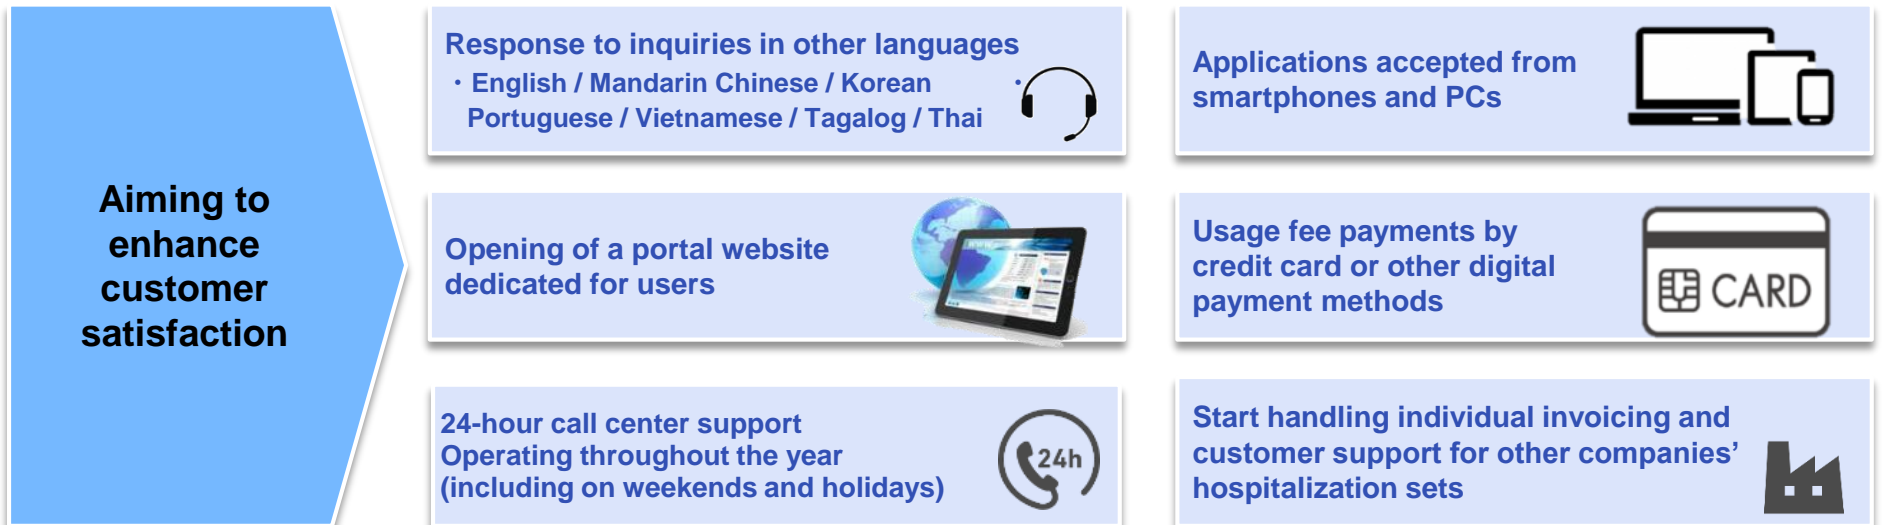 Aiming to
enhance
customer
satisfaction
Response to inquiries in other languages
・English / Mandarin Chinese / Korean ・
Portuguese / Vietnamese / Tagalog / Thai
Applications accepted from
smartphones and PCs
Opening of a portal website
dedicated for users
Usage fee payments by
credit card or other digital
payment methods
CARD
24-hour call center support
Operating throughout the year
(including on weekends and holidays)
24h
Start handling individual invoicing and
customer support for other companies’
hospitalization sets